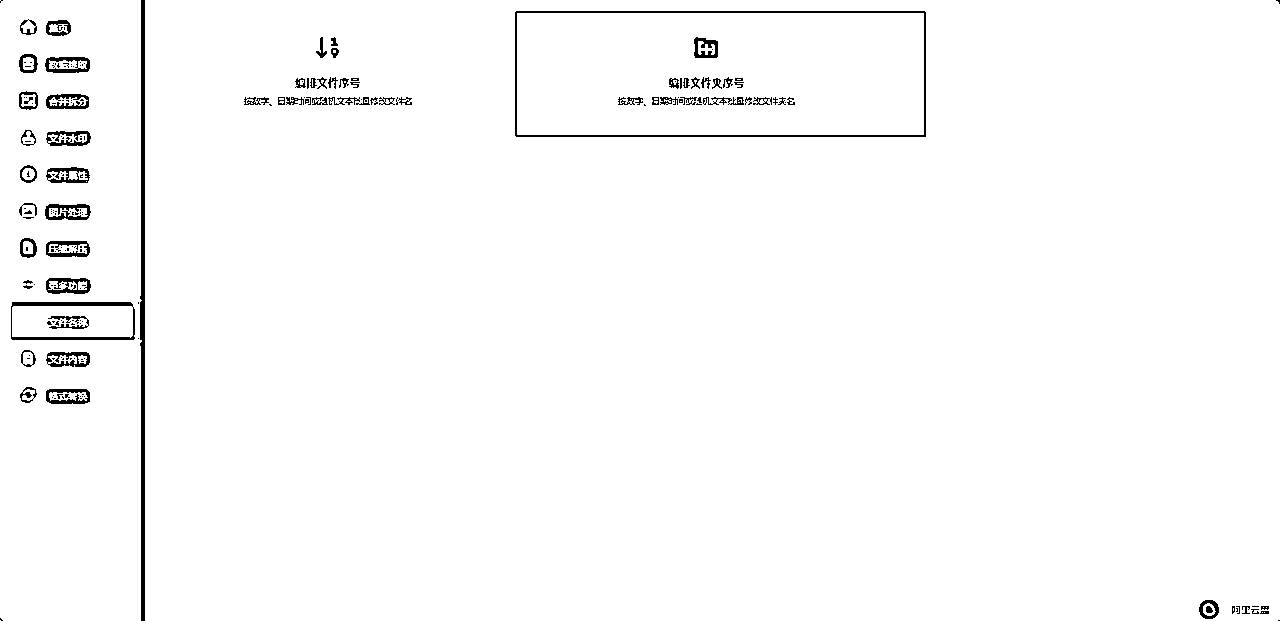 首页
数据提取
合并拆分
文件水印
文件属性
图片处理
压缩解压
更多功能
文件名称
文件内容
格式转换
编排文件序号
按数字、日期时间或随机文本批量修改文件名
编排文件夹序号
按数字、日期时间或随机文本批量修改文件夹名
阿里云盘